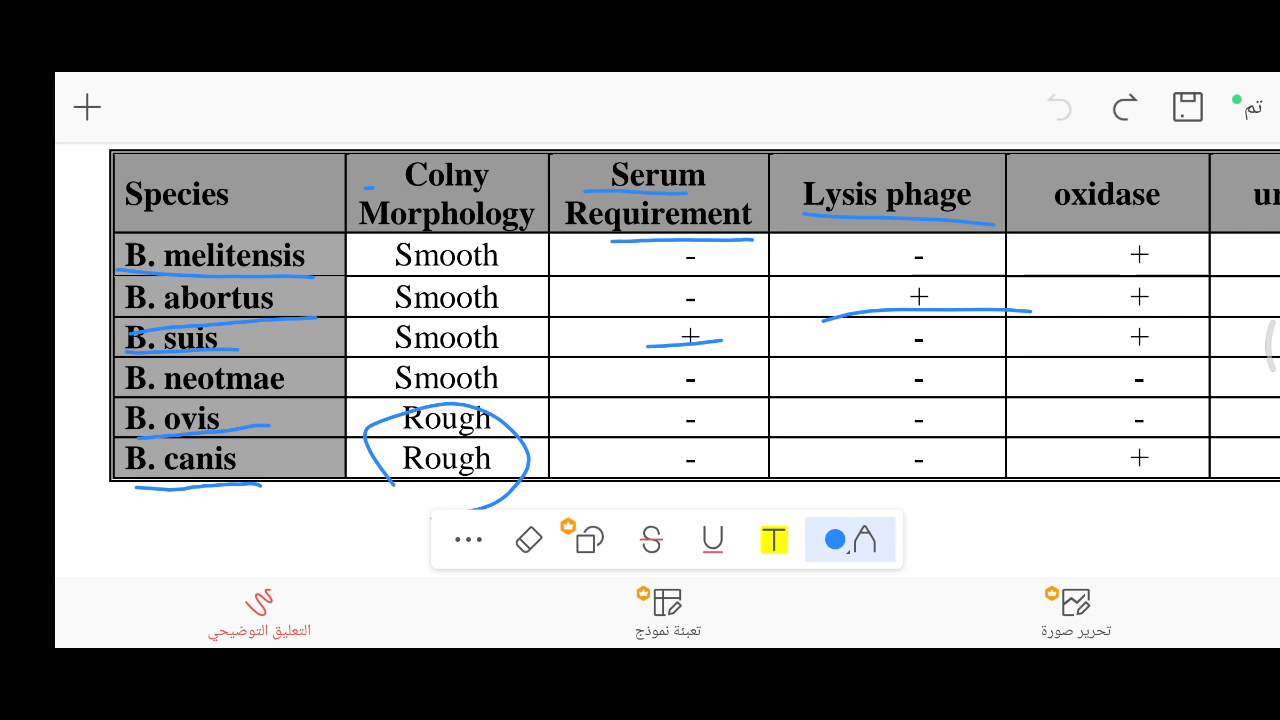 تم
Species Colny Morphology Serum Requirement Lysis phage oxidase
B. melitensis Smooth - - +
B. abortus Smooth - + +
B. suis Smooth + - +
B. neotmae Smooth - - -
B. ovis Rough - - -
B. canis Rough - - +
التعليق التوضيحي
تعبئة نموذج
تحرير صورة